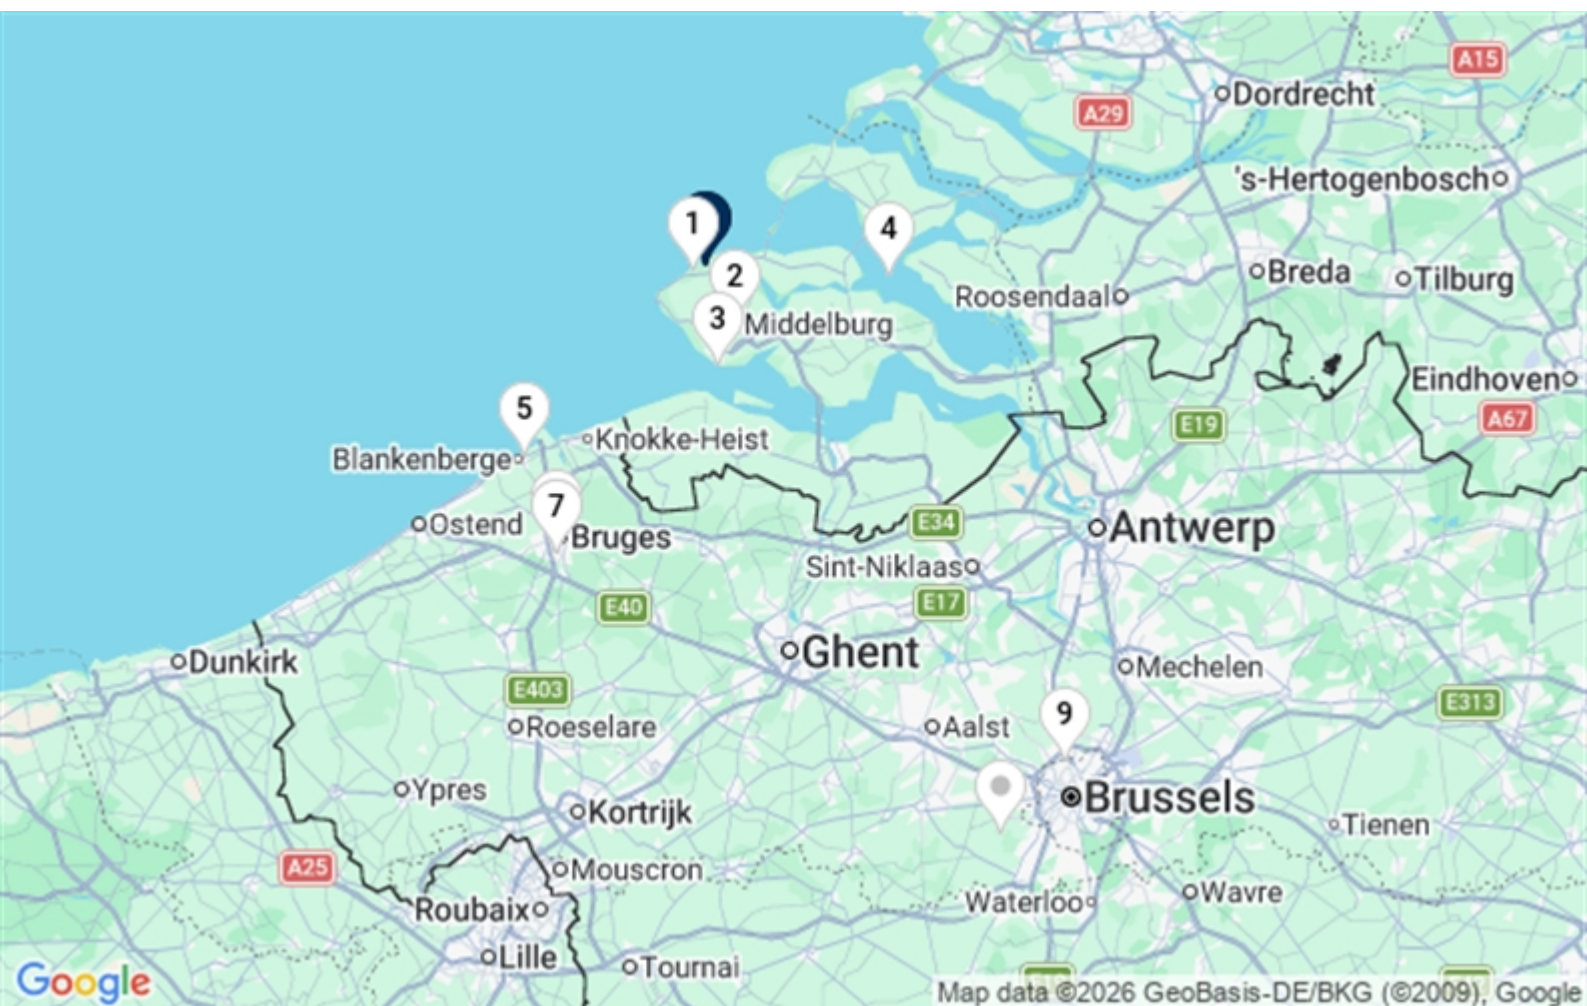 A15
Dordrecht
A29
's-Hertogenbosch
1
4
2
Breda
Tilburg
Roosendaal
3
Middelburg
Eindhoven
5
A67
E19
Knokke-Heist
Blankenberge
7
Ostend
Bruges
E34
Antwerp
Sint-Niklaas
E40
E17
Ghent
Dunkirk
Mechelen
E403
E313
9
Roeselare
Aalst
Ypres
Brussels
Kortrijk
Tienen
A25
Mouscron
Wavre
Waterloo
Roubaix
Lille
Tournai
Google
Map data ©2026 GeoBasis-DE/BKG (©2009), Google